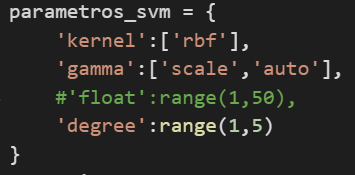 parametros_svm = {
    'kernel':['rbf'],
    'gamma':['scale','auto'],
    #'float':range(1,50),
    'degree':range(1,5)
}